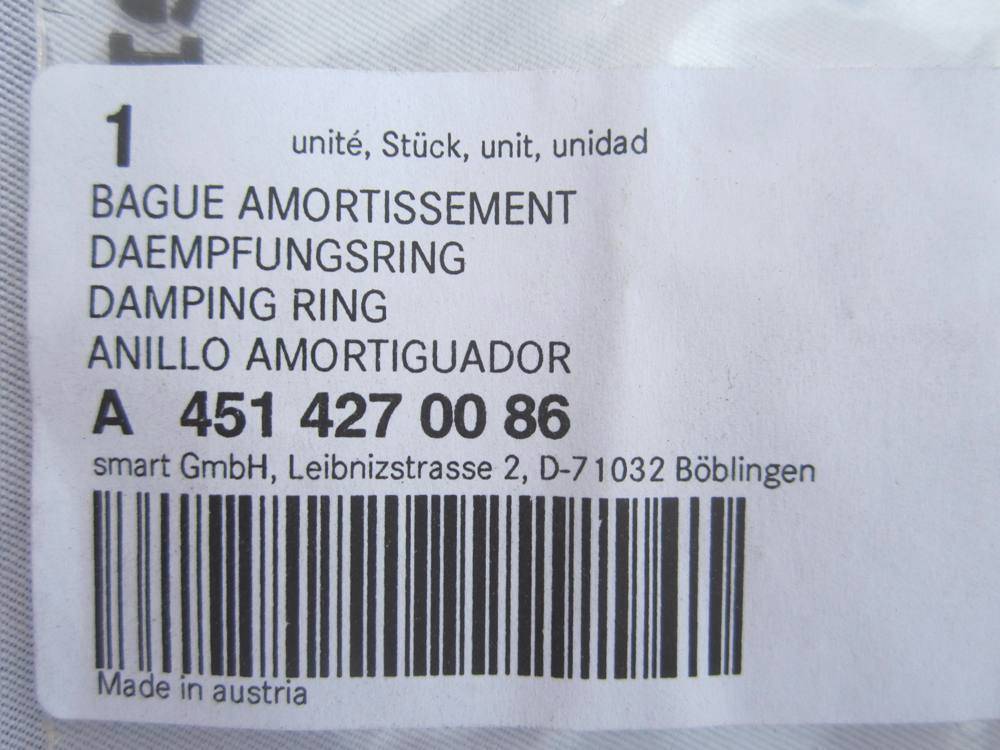 1 unité, Stück, unit, unidad
BAGUE AMORTISSEMENT
DAEMPFUNGSRING
DAMPING RING
ANILLO AMORTIGUADOR
A 451 427 00 86
smart GmbH, Leibnizstrasse 2, D-71032 Böblingen
Made in austria